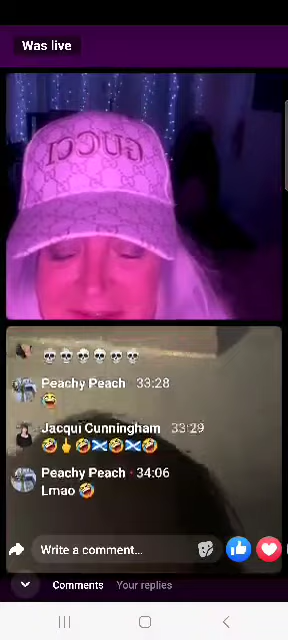 Was live
GUCCI
💀💀💀💀💀💀
Peachy Peach 33:28
😂
Jacqui Cunningham 33:29
🤣🖕🤣🏴󠁧󠁢󠁳󠁣󠁴󠁿🤣🏴󠁧󠁢󠁳󠁣󠁴󠁿🤣
Peachy Peach • 34:06
Lmao 🤣
Write a comment...
Comments Your replies